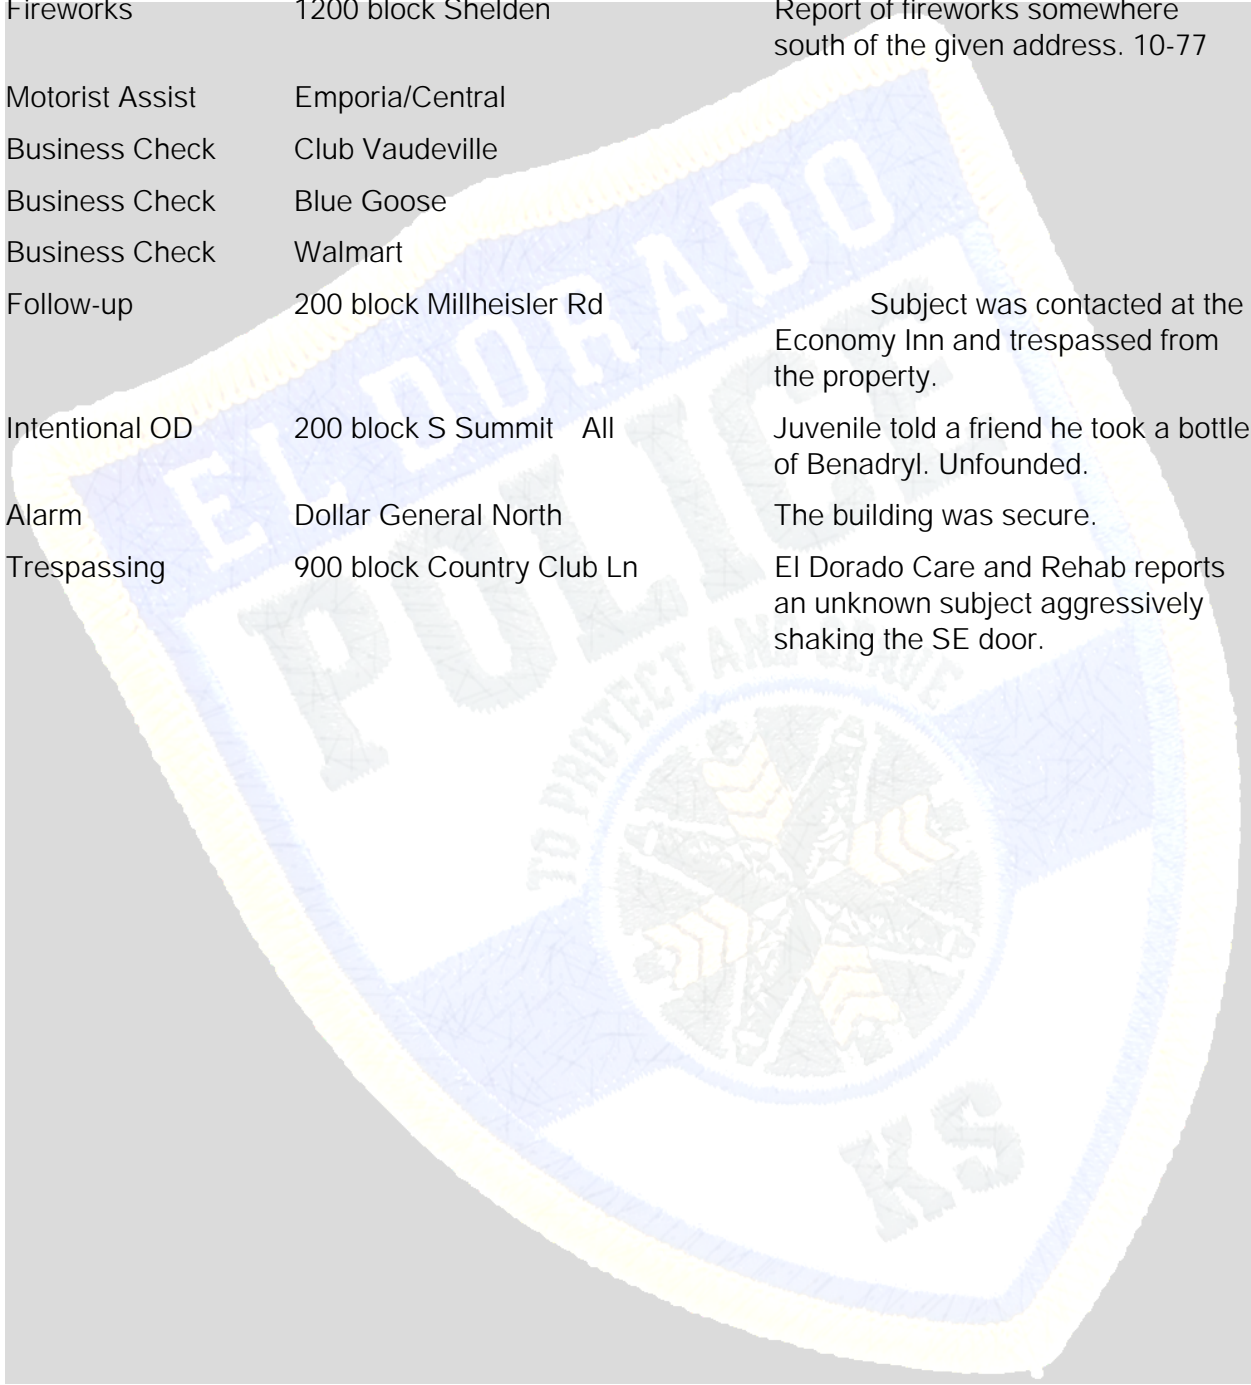 Fireworks 1200 block Shelden Report of fireworks somewhere
south of the given address. 10-77
Motorist Assist Emporia/Central
Business Check Club Vaudeville
Business Check Blue Goose
Business Check Walmart
Follow-up 200 block Millheisler Rd Subject was contacted at the
Economy Inn and trespassed from
the property.
Intentional OD 200 block S Summit All Juvenile told a friend he took a bottle
of Benadryl. Unfounded.
Alarm Dollar General North The building was secure.
Trespassing 900 block Country Club Ln El Dorado Care and Rehab reports
an unknown subject aggressively
shaking the SE door.
EL DORADO
POLICE
TO PROTECT AND
KS